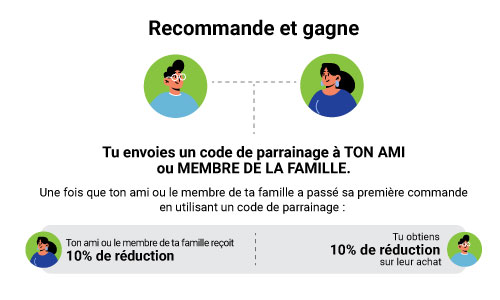 Recommande et gagne
Tu envoies un code de parrainage à TON AMI
ou MEMBRE DE LA FAMILLE.
Une fois que ton ami ou le membre de ta famille a passé sa première commande
en utilisant un code de parrainage :
Ton ami ou le membre de ta famille reçoit
10% de réduction
Tu obtiens
10% de réduction
sur leur achat